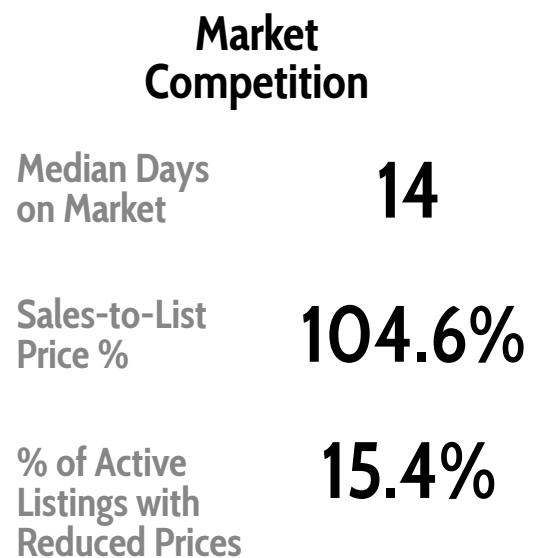 Market
Competition
Median Days
on Market
14
Sales-to-List
Price %
104.6%
% of Active
Listings with
Reduced Prices
15.4%